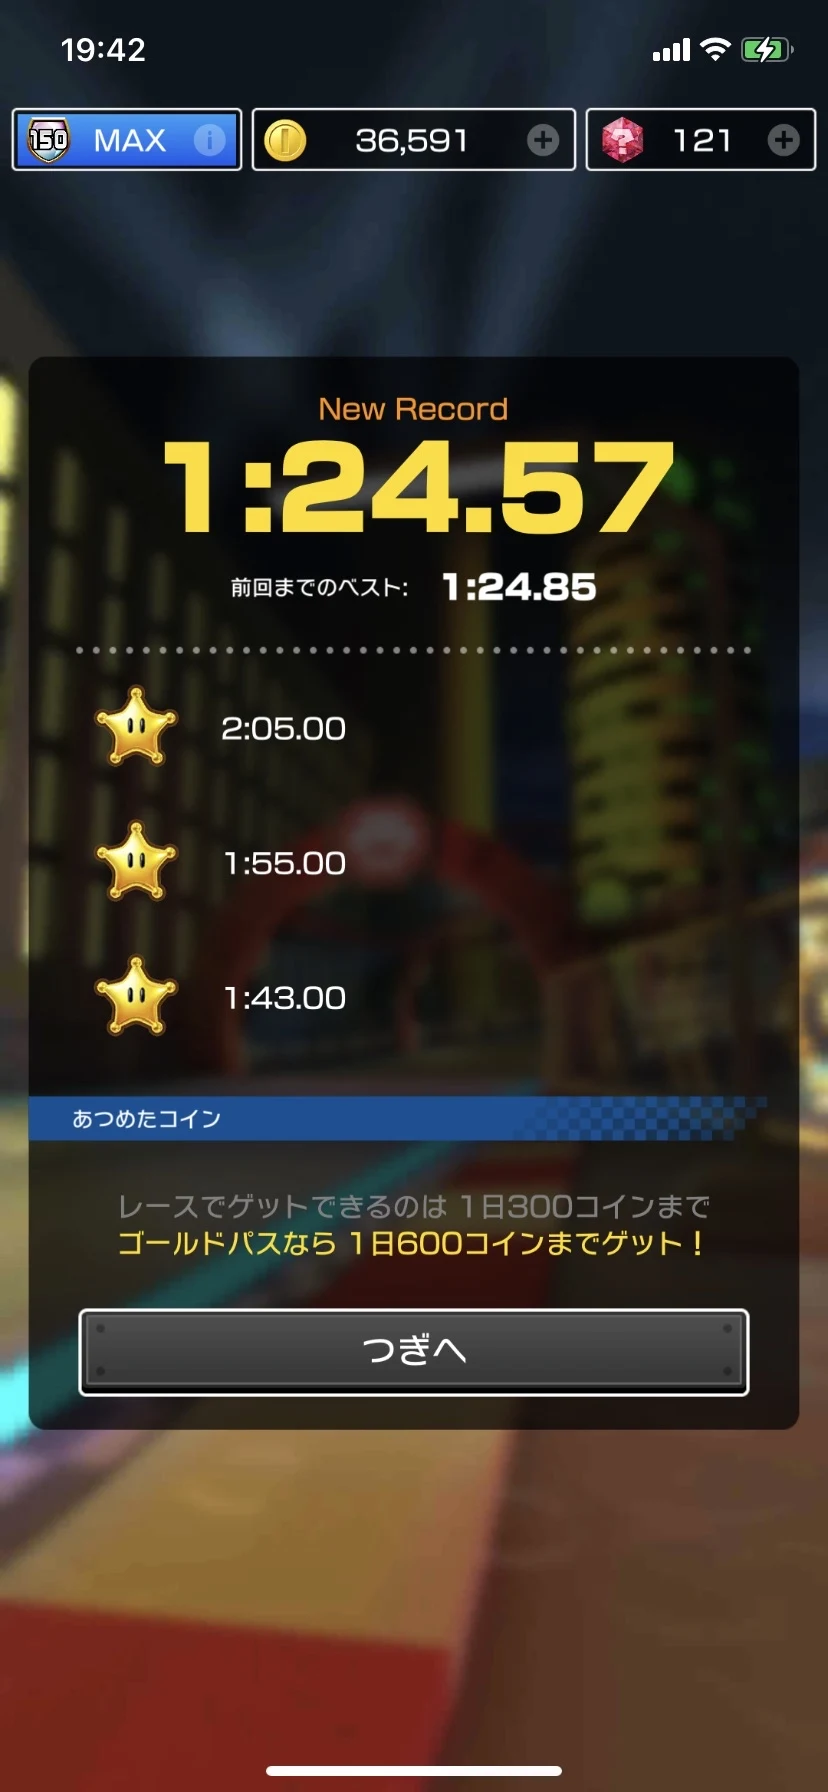 19:42
150 MAX i 36,591 + ? 121 +
New Record
1:24.57
前回までのベスト: 1:24.85
2:05.00
1:55.00
1:43.00
あつめたコイン
レースでゲットできるのは 1日300コインまで
ゴールドパスなら 1日600コインまでゲット！
つぎへ